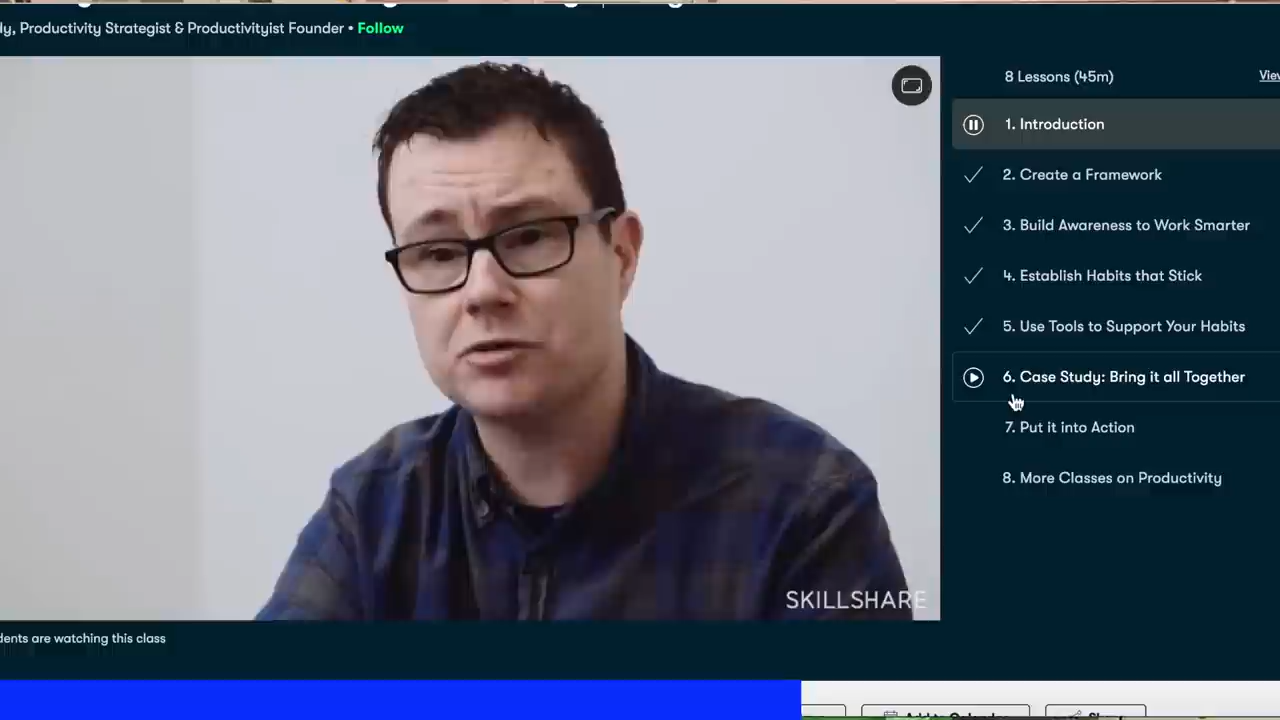 dy, Productivity Strategist & Productivityist Founder • Follow
8 Lessons (45m)
View
1. Introduction
2. Create a Framework
3. Build Awareness to Work Smarter
4. Establish Habits that Stick
5. Use Tools to Support Your Habits
6. Case Study: Bring it all Together
7. Put it into Action
8. More Classes on Productivity
SKILLSHARE
dents are watching this class